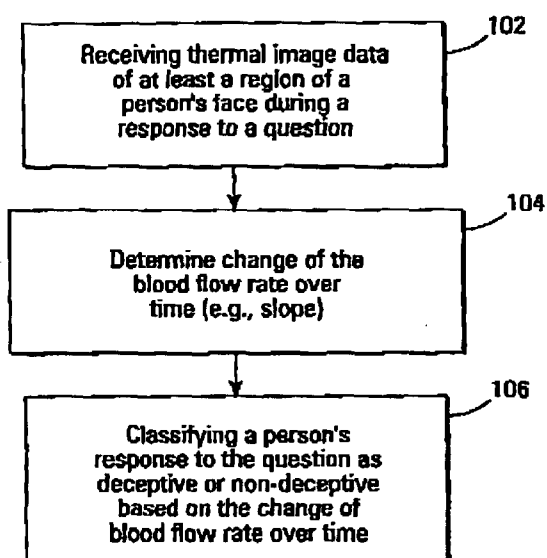 102
Receiving thermal image data
of at least a region of a
person's face during a
response to a question
104
Determine change of the
blood flow rate over
time (e.g., slope)
106
Classifying a person's
response to the question as
deceptive or non-deceptive
based on the change of
blood flow rate over time